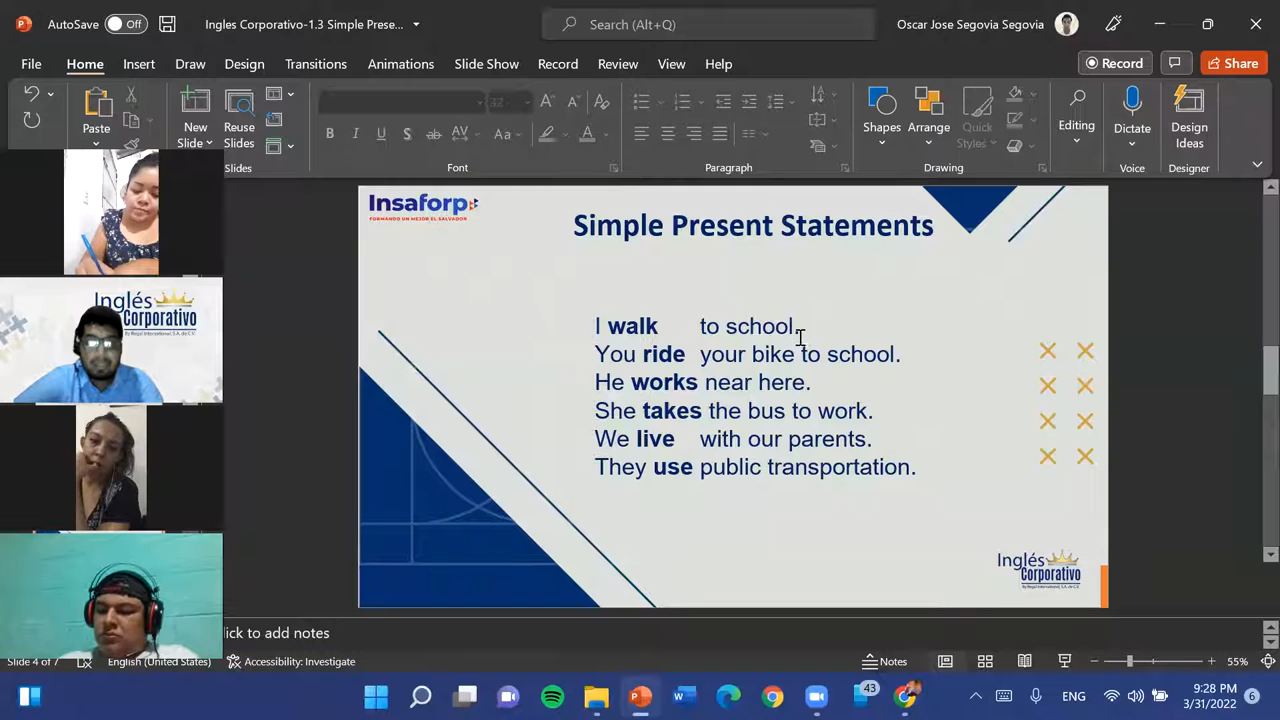 AutoSave Off Ingles Corporativo-1.3 Simple Prese... Search (Alt+Q) Oscar Jose Segovia Segovia
File Home Insert Draw Design Transitions Animations Slide Show Record Review View Help Record Share
Paste New Slide Reuse Slides 32 Shapes Arrange Quick Styles Editing Dictate Design Ideas
Slides Font Paragraph Drawing Voice Designer
Insaforp
FORMANDO UN MEJOR EL SALVADOR
Simple Present Statements
Inglés
Corporativo
By Regal International, S.A. de C.V.
I walk to school.
You ride your bike to school.
He works near here.
She takes the bus to work.
We live with our parents.
They use public transportation.
Inglés
Corporativo
By Regal International, S.A. de C.V.
lick to add notes
Slide 4 of 7 English (United States) Accessibility: Investigate Notes 55%
43 ENG 9:28 PM
3/31/2022 6